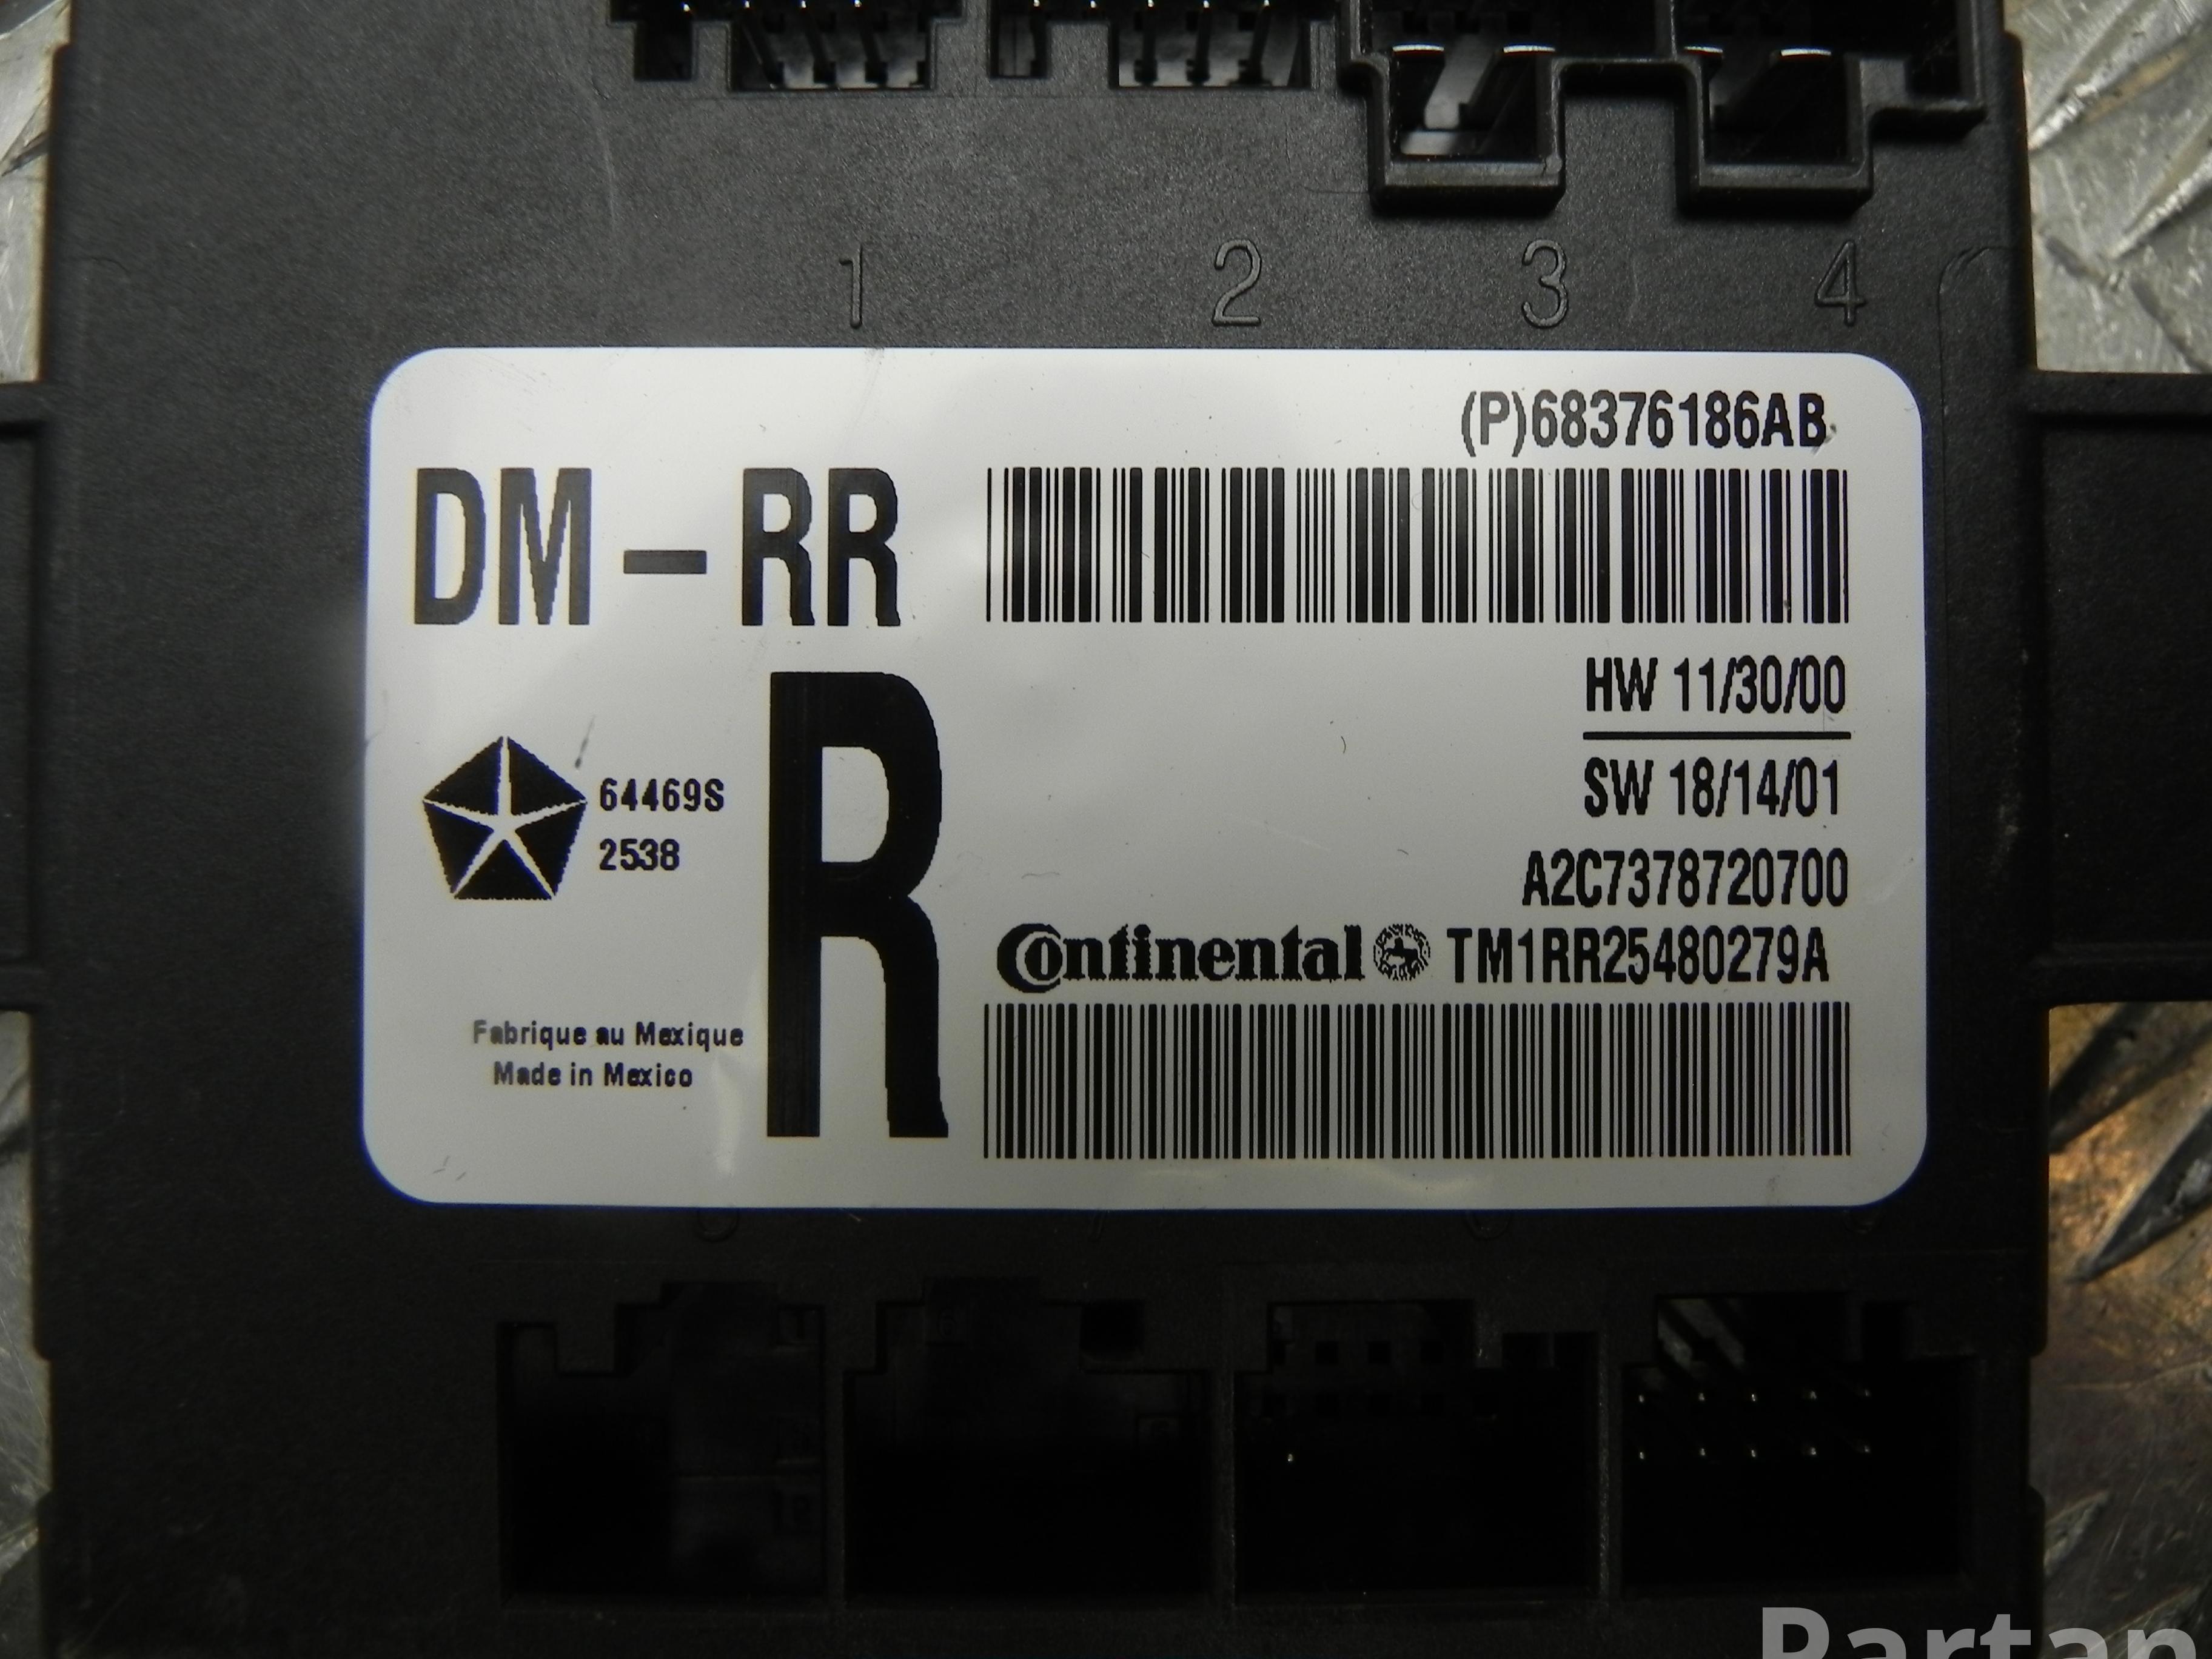 1 2 3 4
(P)68376186AB
DM-RR
HW 11/30/00
SW 18/14/01
R
64469S
2538
A2C7378720700
Continental TM1RR25480279A
Fabrique au Mexique
Made in Mexico
Partan